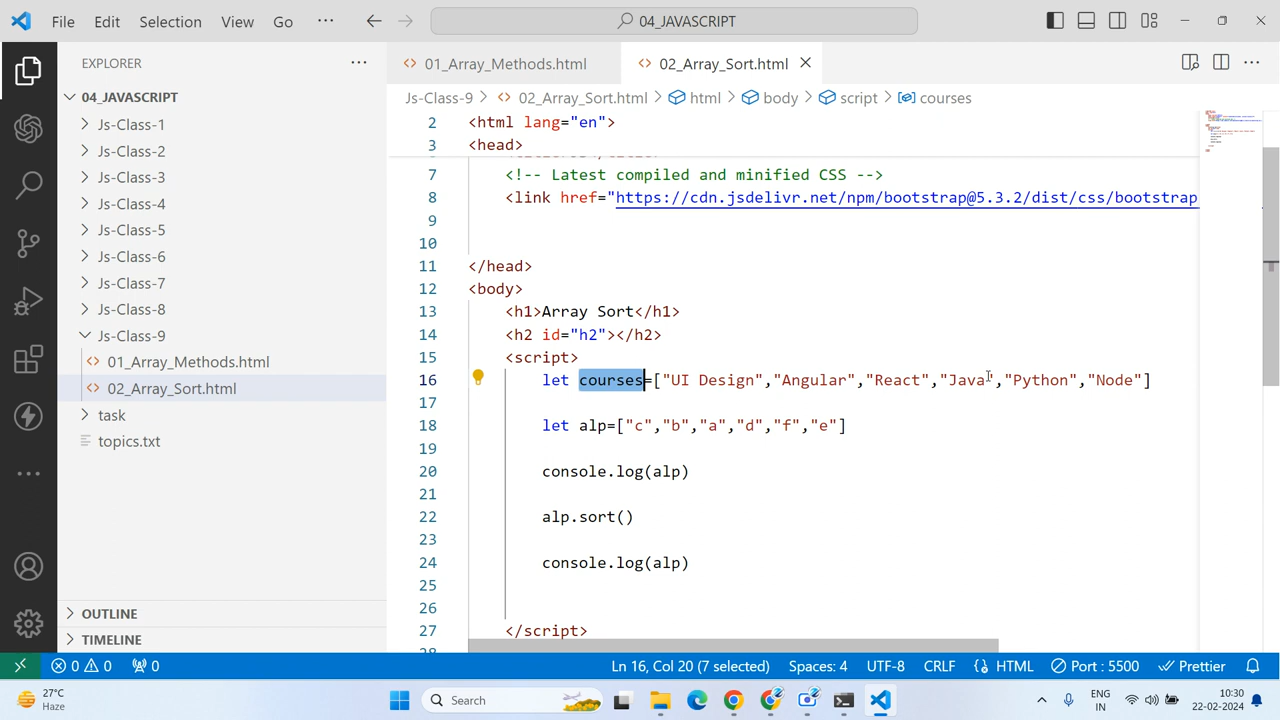 File Edit Selection View Go ··· 04_JAVASCRIPT
EXPLORER
04_JAVASCRIPT
Js-Class-1
Js-Class-2
Js-Class-3
Js-Class-4
Js-Class-5
Js-Class-6
Js-Class-7
Js-Class-8
Js-Class-9
01_Array_Methods.html
02_Array_Sort.html
task
topics.txt
OUTLINE
TIMELINE
01_Array_Methods.html 02_Array_Sort.html
Js-Class-9 > 02_Array_Sort.html > html > body > script > courses
2 <html lang="en">
3 <head>
7 <!-- Latest compiled and minified CSS -->
8 <link href="https://cdn.jsdelivr.net/npm/bootstrap@5.3.2/dist/css/bootstrap
9
10
11 </head>
12 <body>
13 <h1>Array Sort</h1>
14 <h2 id="h2"></h2>
15 <script>
16 let courses=["UI Design","Angular","React","Java","Python","Node"]
17
18 let alp=["c","b","a","d","f","e"]
19
20 console.log(alp)
21
22 alp.sort()
23
24 console.log(alp)
25
26
27 </script>
0 0 0 Ln 16, Col 20 (7 selected) Spaces: 4 UTF-8 CRLF HTML Port : 5500 Prettier
27°C
Haze
Search
ENG
IN
10:30
22-02-2024